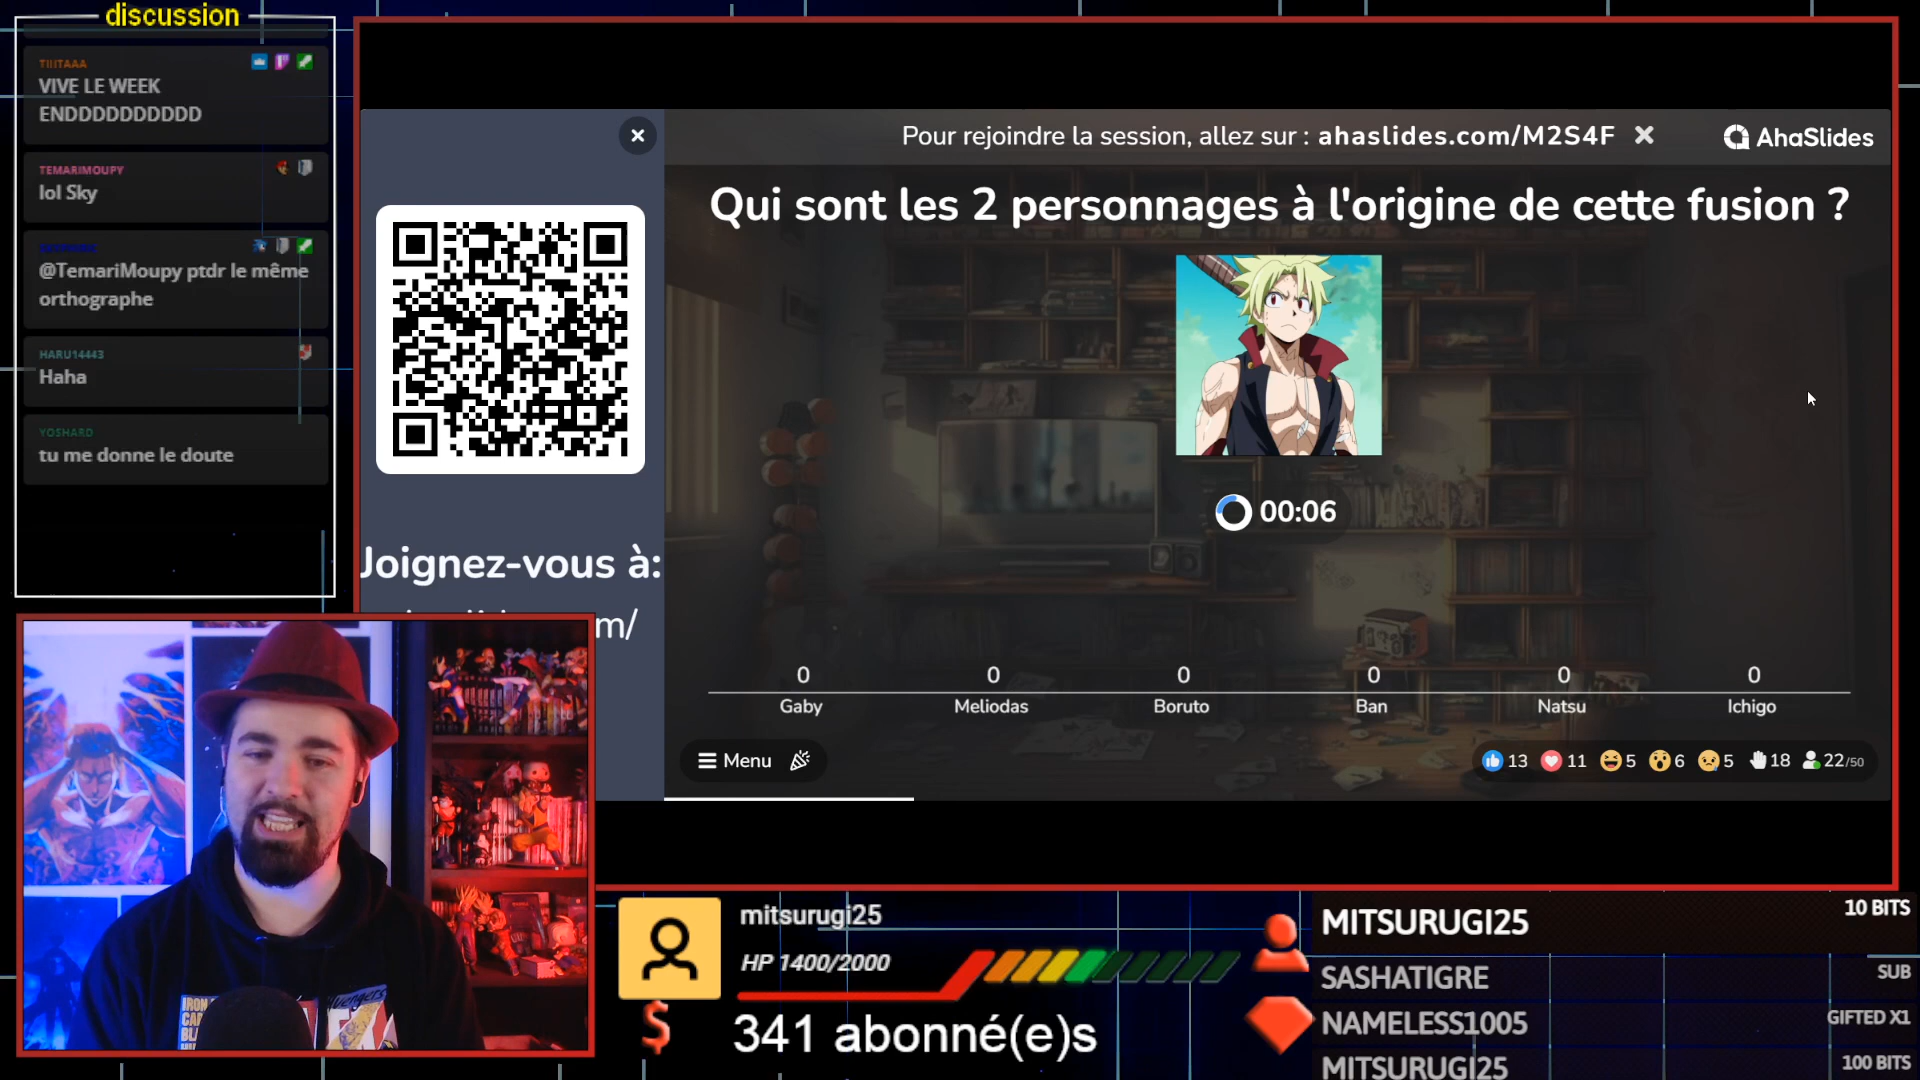 discussion
TIIITAAA
VIVE LE WEEK
ENDDDDDDDDDD
TEMARIMOUPY
lol Sky
@TemariMoupy ptdr le même
orthographe
HARU14443
Haha
YOSHARD
tu me donne le doute
Pour rejoindre la session, allez sur : ahaslides.com/M2S4F
AhaSlides
Qui sont les 2 personnages à l'origine de cette fusion ?
00:06
Joignez-vous à:
m/
0 0 0 0 0 0
Gaby Meliodas Boruto Ban Natsu Ichigo
Menu
13 11 5 6 5 18 22/50
mitsurugi25
HP 1400/2000
341 abonné(e)s
MITSURUGI25 10 BITS
SASHATIGRE SUB
NAMELESS1005 GIFTED X1
MITSURUGI25 100 BITS